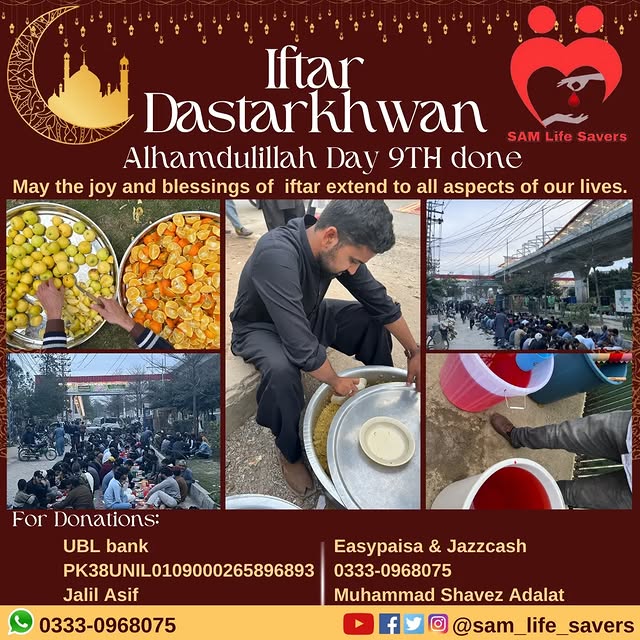 Iftar
Dastarkhwan
SAM Life Savers
Alhamdulillah Day 9TH done
May the joy and blessings of iftar extend to all aspects of our lives.
For Donations:
UBL bank
PK38UNIL0109000265896893
Jalil Asif
Easypaisa & Jazzcash
0333-0968075
Muhammad Shavez Adalat
0333-0968075
@sam_life_savers